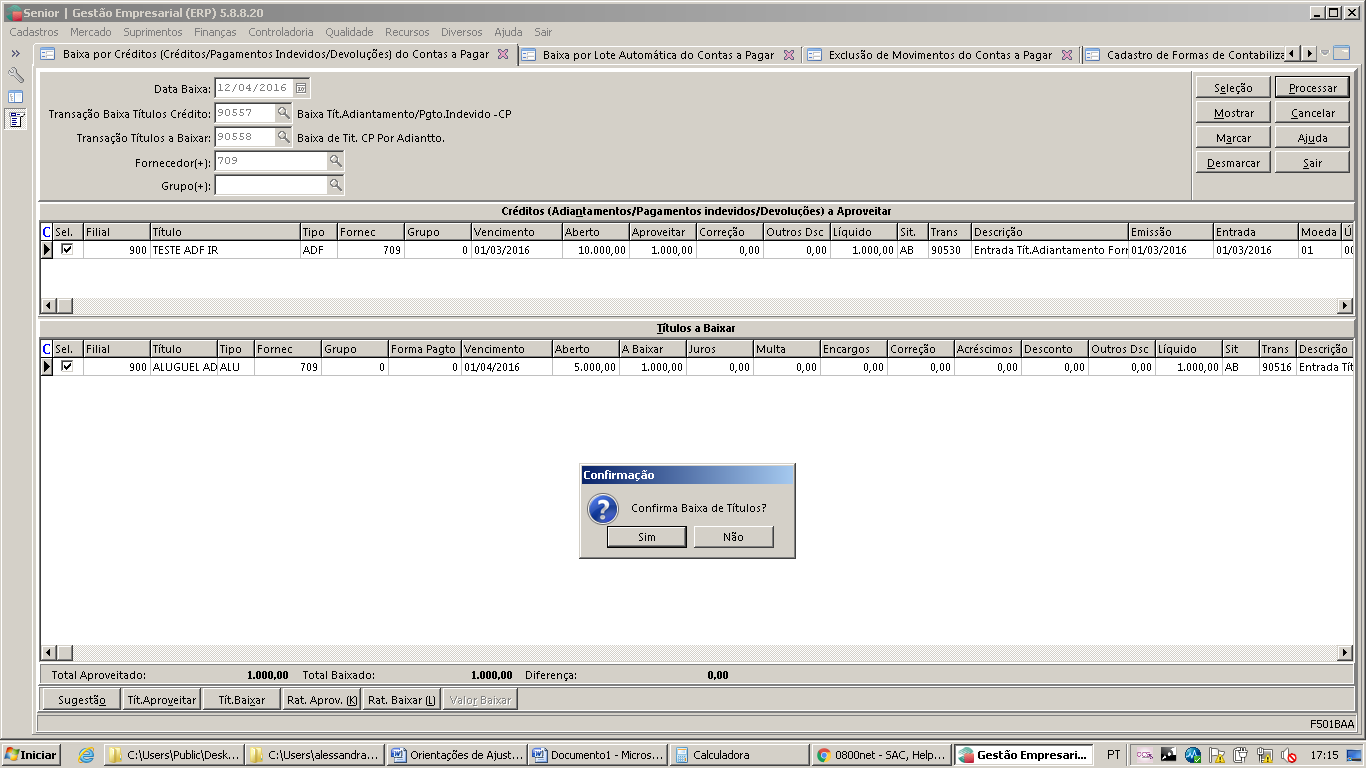 Senior | Gestão Empresarial (ERP) 5.8.8.20
Cadastros Mercado Suprimentos Finanças Controladoria Qualidade Recursos Diversos Ajuda Sair
Baixa por Créditos (Créditos/Pagamentos Indevidos/Devoluções) do Contas a Pagar Baixa por Lote Automática do Contas a Pagar Exclusão de Movimentos do Contas a Pagar Cadastro de Formas de Contabiliza
Data Baixa: 12/04/2016
Transação Baixa Títulos Crédito: 90557 Baixa Tít.Adiantamento/Pgto.Indevido -CP
Transação Títulos a Baixar: 90558 Baixa de Tit. CP Por Adiantto.
Fornecedor(+): 709
Grupo(+):
Seleção Processar
Mostrar Cancelar
Marcar Ajuda
Desmarcar Sair
Créditos (Adiantamentos/Pagamentos indevidos/Devoluções) a Aproveitar
C Sel. Filial Título Tipo Fornec Grupo Vencimento Aberto Aproveitar Correção Outros Dsc Líquido Sit. Trans Descrição Emissão Entrada Moeda Ú
900 TESTE ADF IR ADF 709 0 01/03/2016 10.000,00 1.000,00 0,00 0,00 1.000,00 AB 90530 Entrada Tít.Adiantamento Forr 01/03/2016 01/03/2016 01 00
Títulos a Baixar
C Sel. Filial Título Tipo Fornec Grupo Forma Pagto Vencimento Aberto A Baixar Juros Multa Encargos Correção Acréscimos Desconto Outros Dsc Líquido Sit Trans Descrição
900 ALUGUEL AD ALU 709 0 0 01/04/2016 5.000,00 1.000,00 0,00 0,00 0,00 0,00 0,00 0,00 0,00 1.000,00 AB 90516 Entrada Tít
Confirmação
Confirma Baixa de Títulos?
Sim Não
Total Aproveitado: 1.000,00 Total Baixado: 1.000,00 Diferença: 0,00
Sugestão Tít.Aproveitar Tít.Baixar Rat. Aprov. (K) Rat. Baixar (L) Valor Baixar
F501BAA
Iniciar C:\Users\Public\Desk... C:\Users\alessandra... Orientações de Ajust... Documento1 - Micros... Calculadora 0800net - SAC, Help... Gestão Empresari... PT 17:15